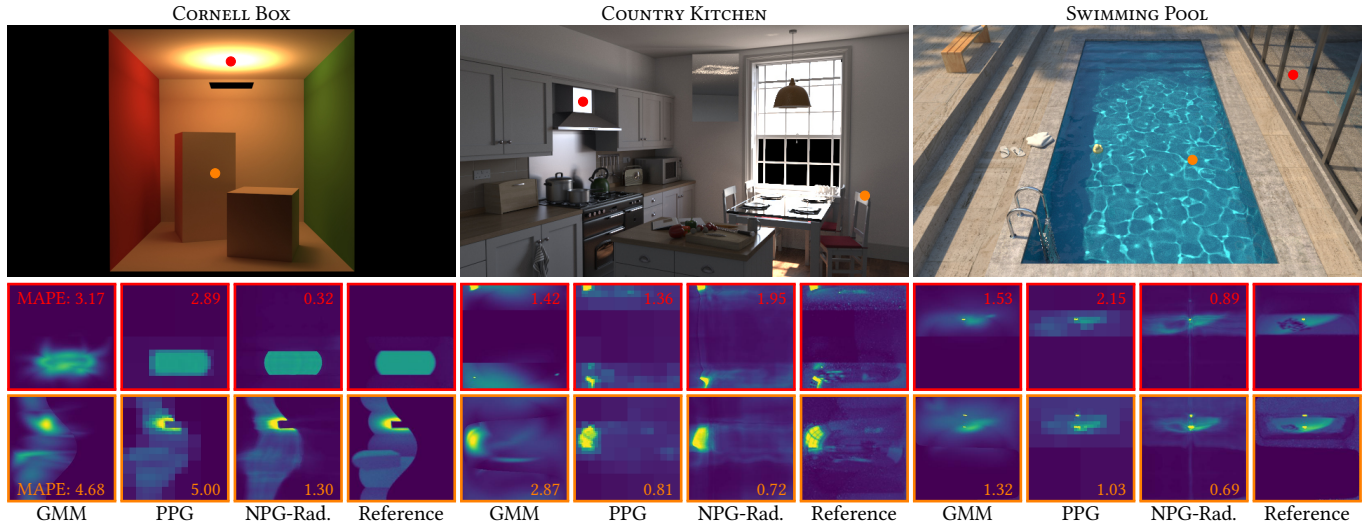 CORNELL BOX COUNTRY KITCHEN SWIMMING POOL
MAPE: 3.17 2.89 0.32 1.42 1.36 1.95 1.53 2.15 0.89
MAPE: 4.68 5.00 1.30 2.87 0.81 0.72 1.32 1.03 0.69
GMM PPG NPG-Rad. Reference GMM PPG NPG-Rad. Reference GMM PPG NPG-Rad. Reference